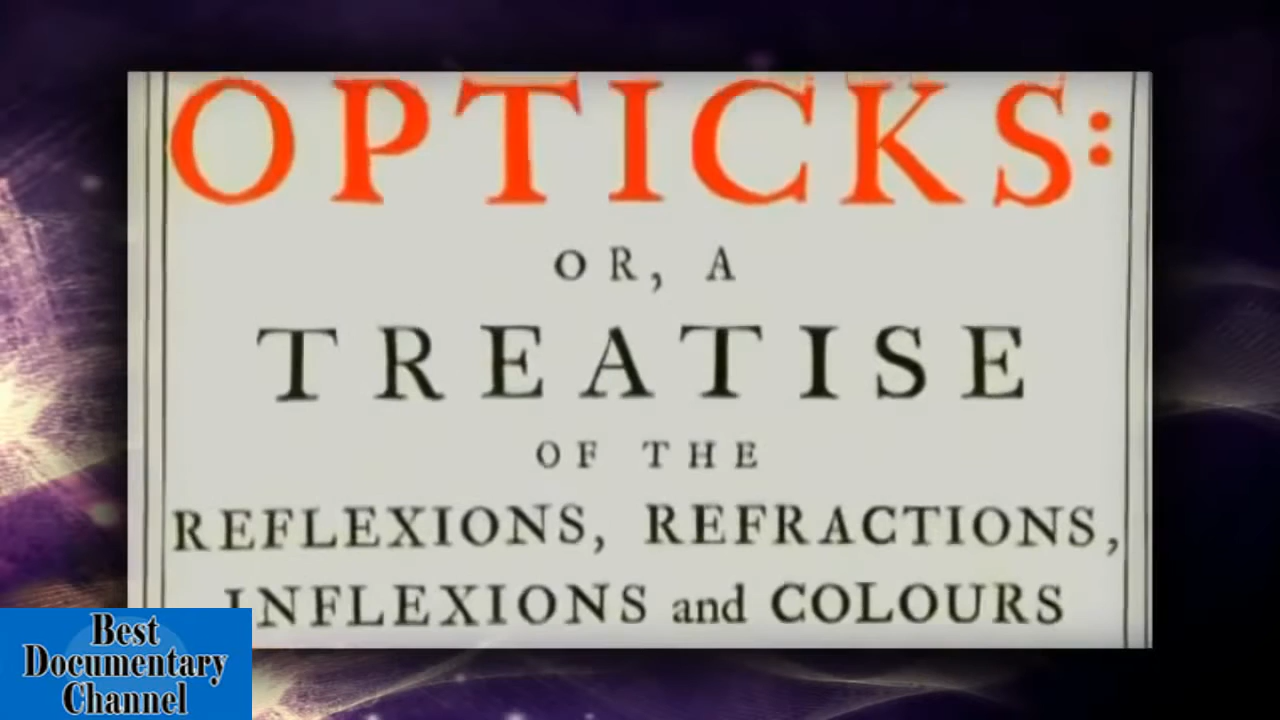 OPTICKS:
OR, A
TREATISE
OF THE
REFLEXIONS, REFRACTIONS,
INFLEXIONS and COLOURS
Best
Documentary
Channel